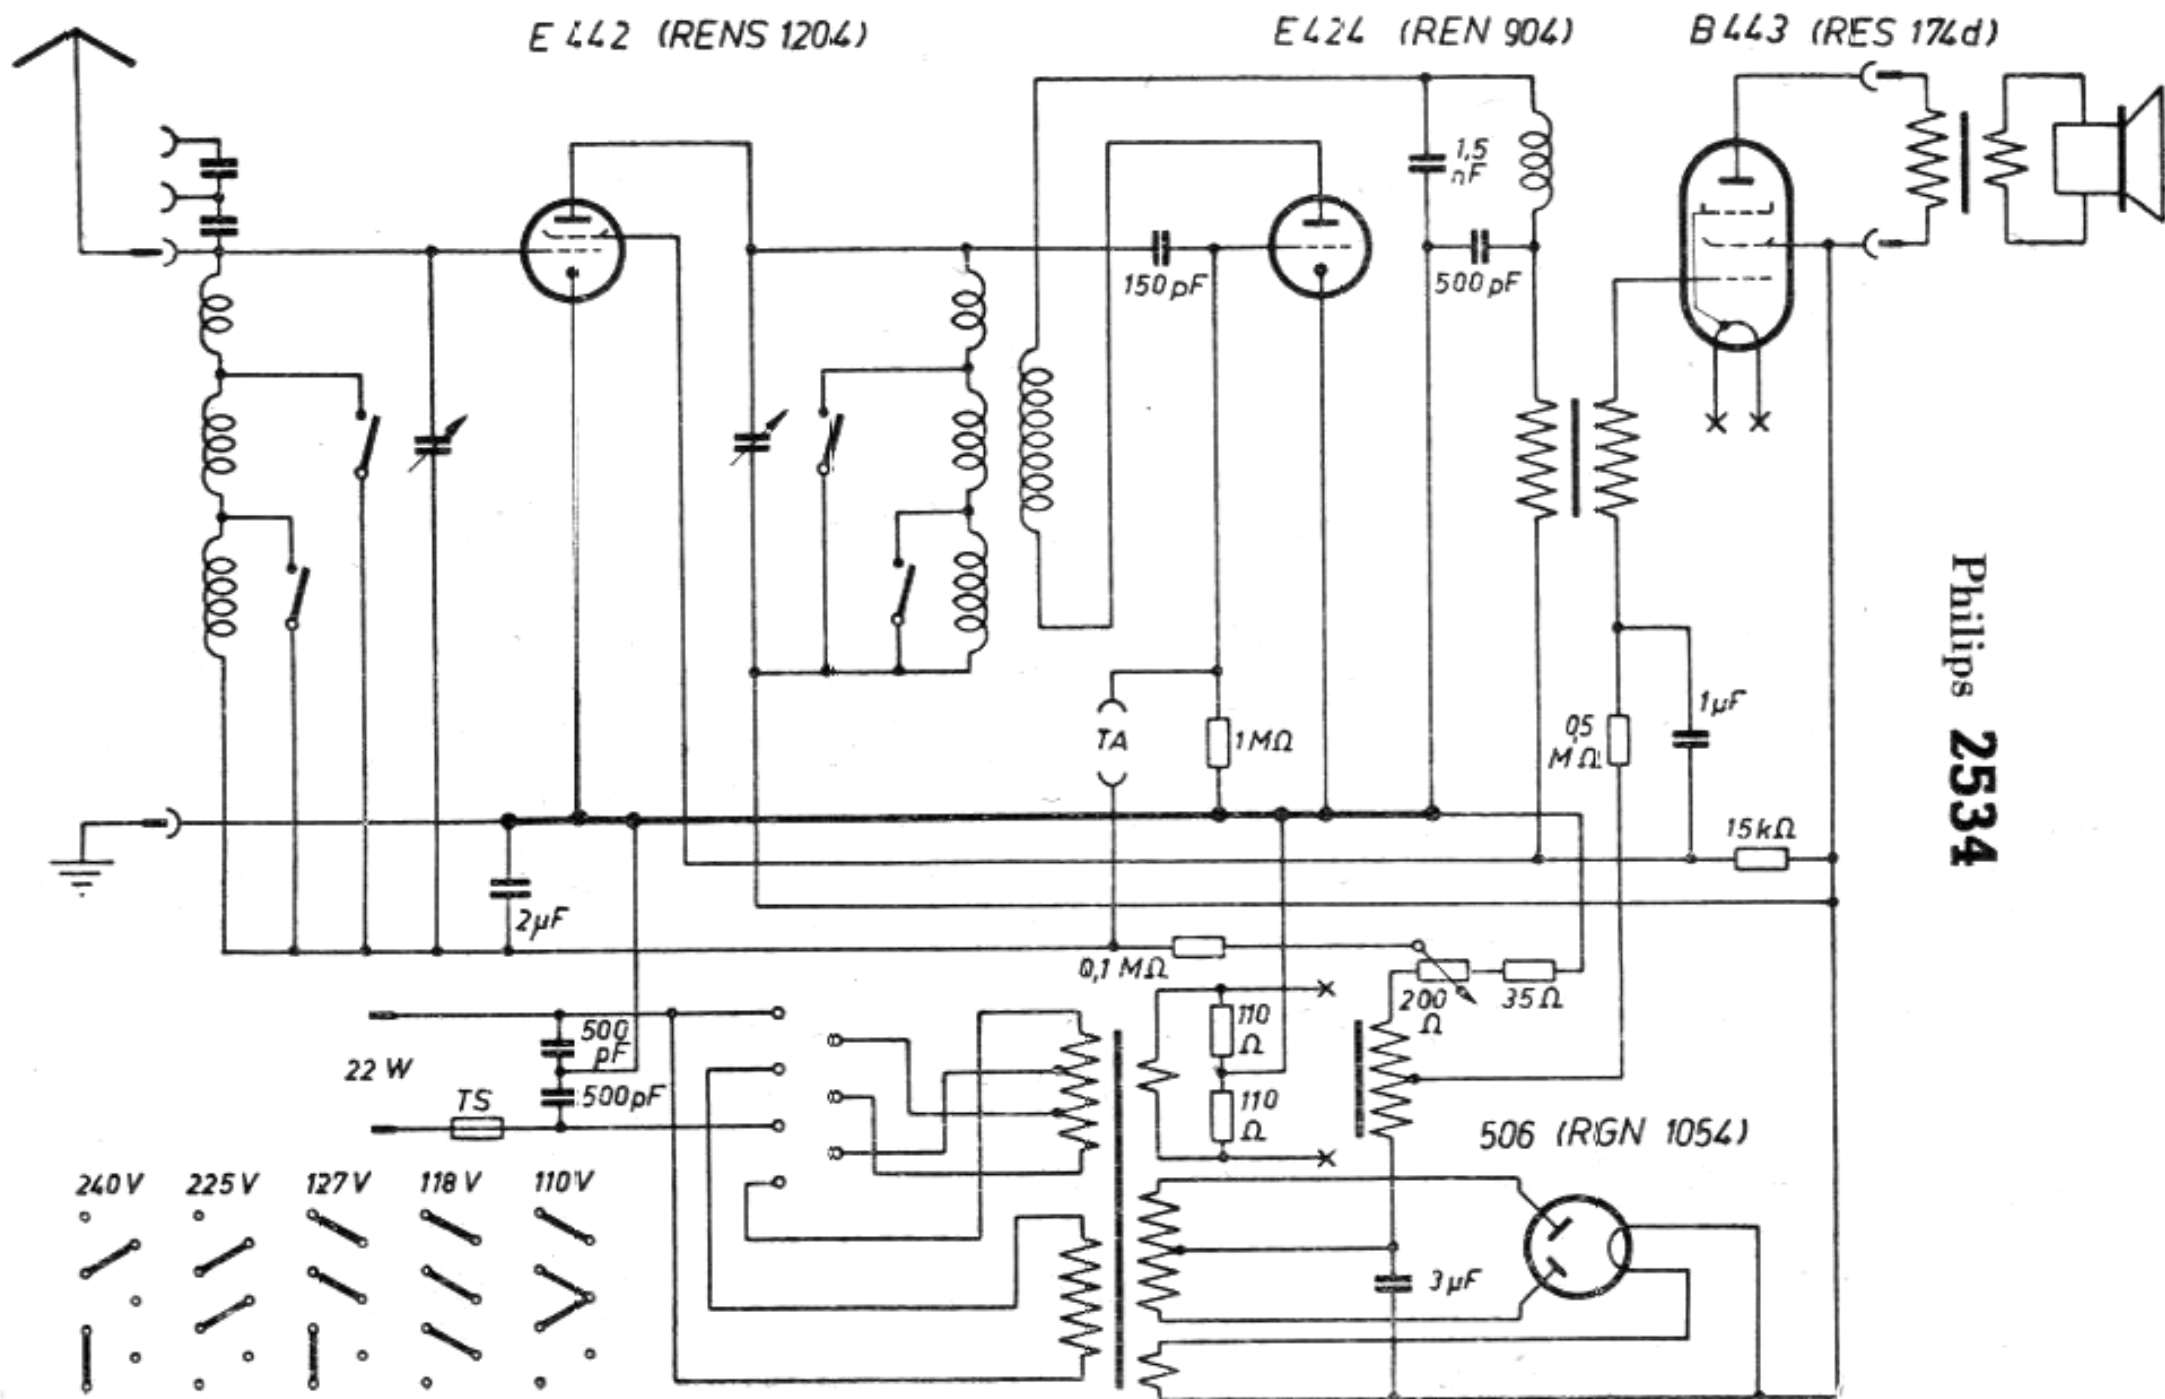 E 442 (RENS 1204)
E 424 (REN 904)
B 443 (RES 174d)
1,5 nF
150 pF
500 pF
Philips 2534
TA
1 MΩ
0,5 MΩ
1 µF
15 kΩ
2 µF
0,1 MΩ
200 Ω
35 Ω
110 Ω
110 Ω
500 pF
500 pF
22 W
TS
506 (RGN 1054)
3 µF
240 V
225 V
127 V
118 V
110 V